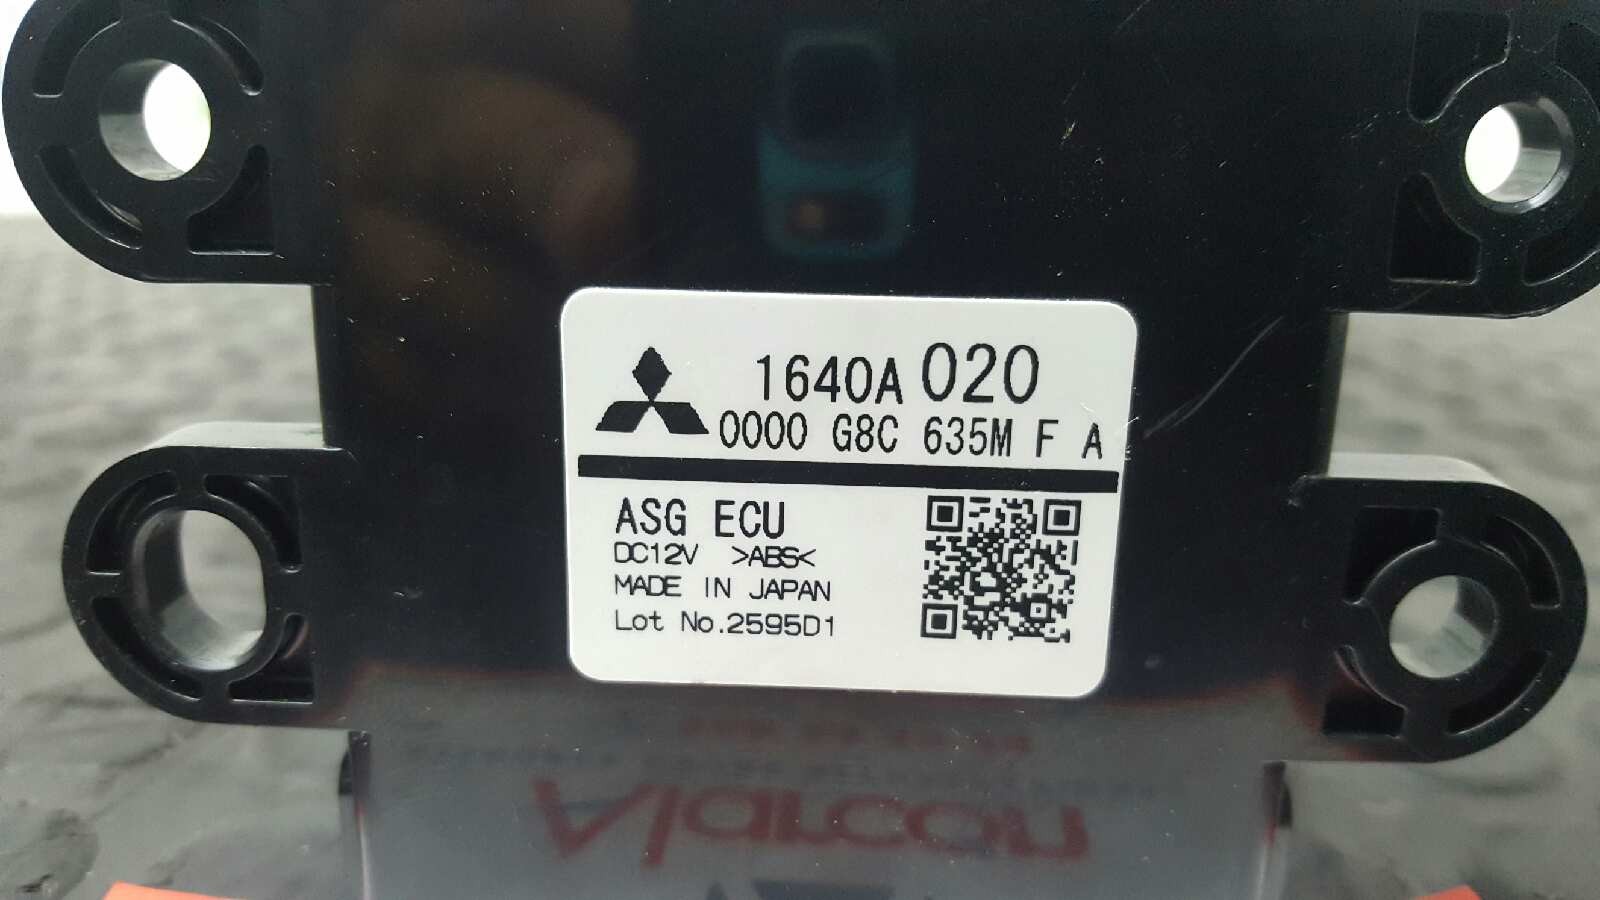 1640A 020
0000 G8C 635M F A
ASG ECU
DC12V >ABS<
MADE IN JAPAN
Lot No.2595D1